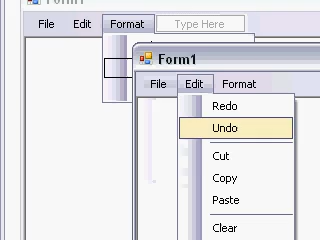 Form1
File Edit Format Type Here
Form1
File Edit Format
Redo
Undo
Cut
Copy
Paste
Clear